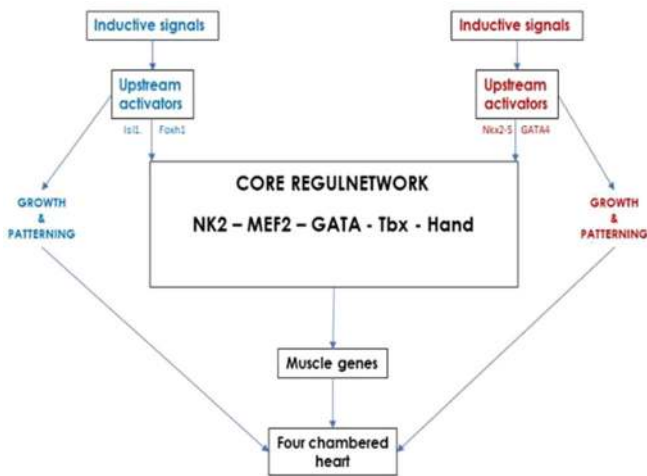 Inductive signals
Inductive signals
Upstream
activators
Upstream
activators
Isl1. Foxh1
Nkx2-5 GATA4
CORE REGULNETWORK
NK2 – MEF2 – GATA - Tbx - Hand
GROWTH
&
PATTERNING
GROWTH
&
PATTERNING
Muscle genes
Four chambered
heart